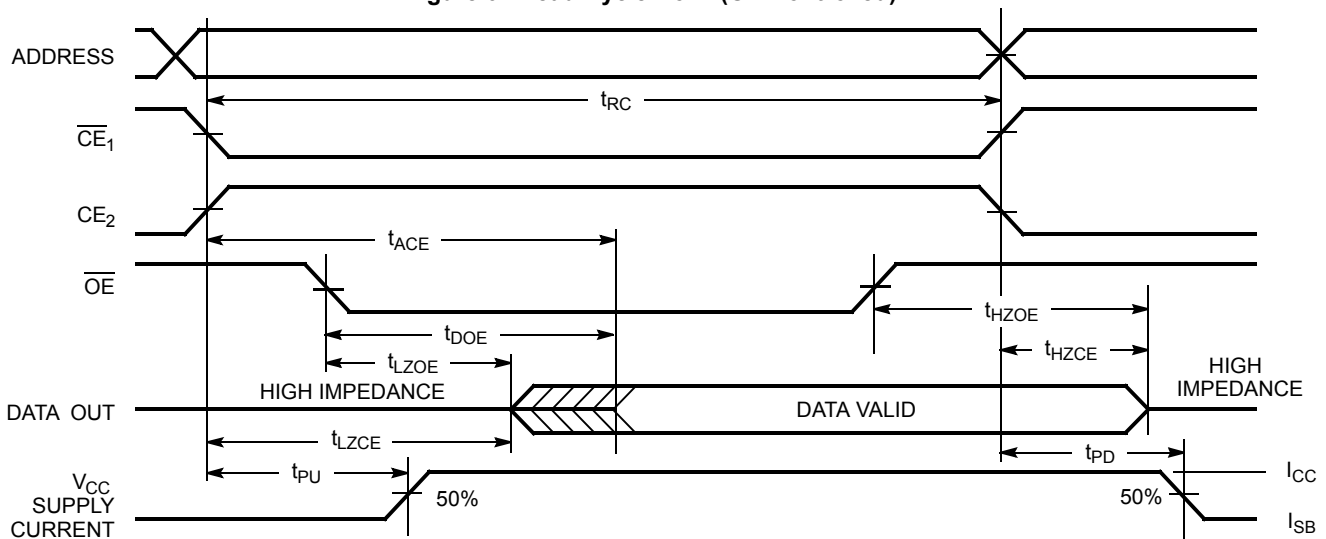 ADDRESS
tRC
CE1
CE2
tACE
OE
tHZOE
tDOE
tLZOE
tHZCE
HIGH
IMPEDANCE
HIGH IMPEDANCE
DATA OUT
DATA VALID
tLZCE
tPU
tPD
VCC
SUPPLY
CURRENT
50%
50%
ICC
ISB